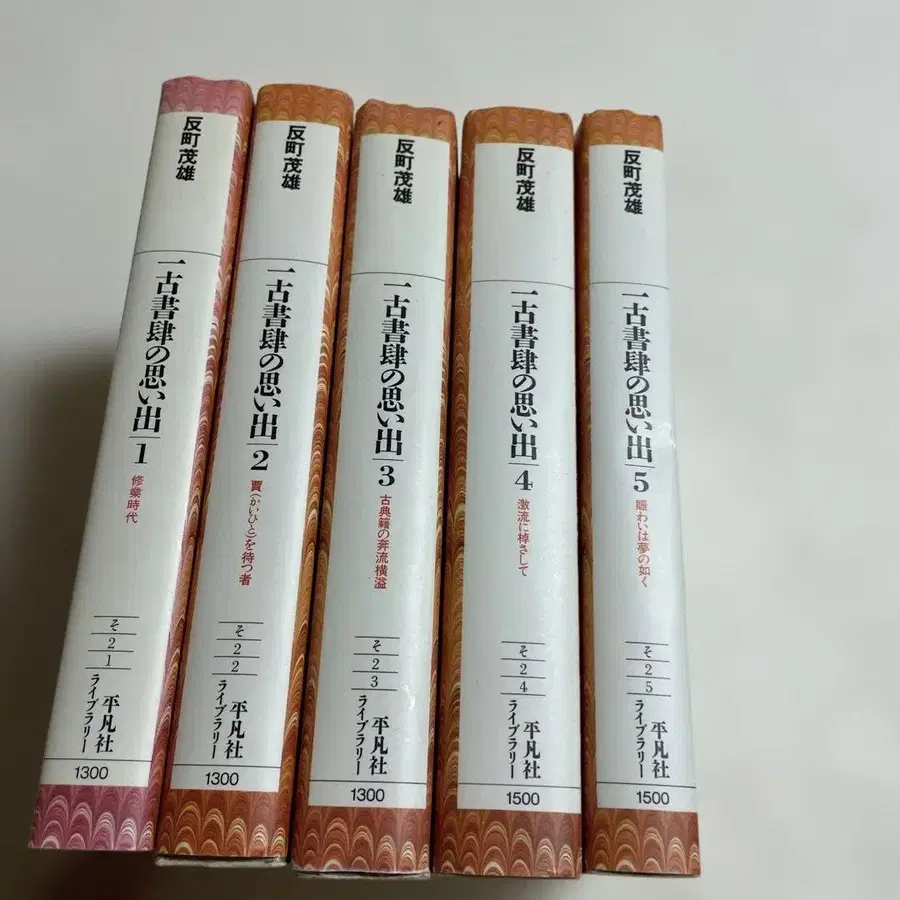 反町茂雄
一古書肆の思い出 1
修業時代
そ 2 1
平凡社
ライブラリー
1300
反町茂雄
一古書肆の思い出 2
賈(かいひと)を待つ者
そ 2 2
平凡社
ライブラリー
1300
反町茂雄
一古書肆の思い出 3
古典籍の奔流横溢
そ 2 3
平凡社
ライブラリー
1300
反町茂雄
一古書肆の思い出 4
激流に棹さして
そ 2 4
平凡社
ライブラリー
1500
反町茂雄
一古書肆の思い出 5
賑わいは夢の如く
そ 2 5
平凡社
ライブラリー
1500